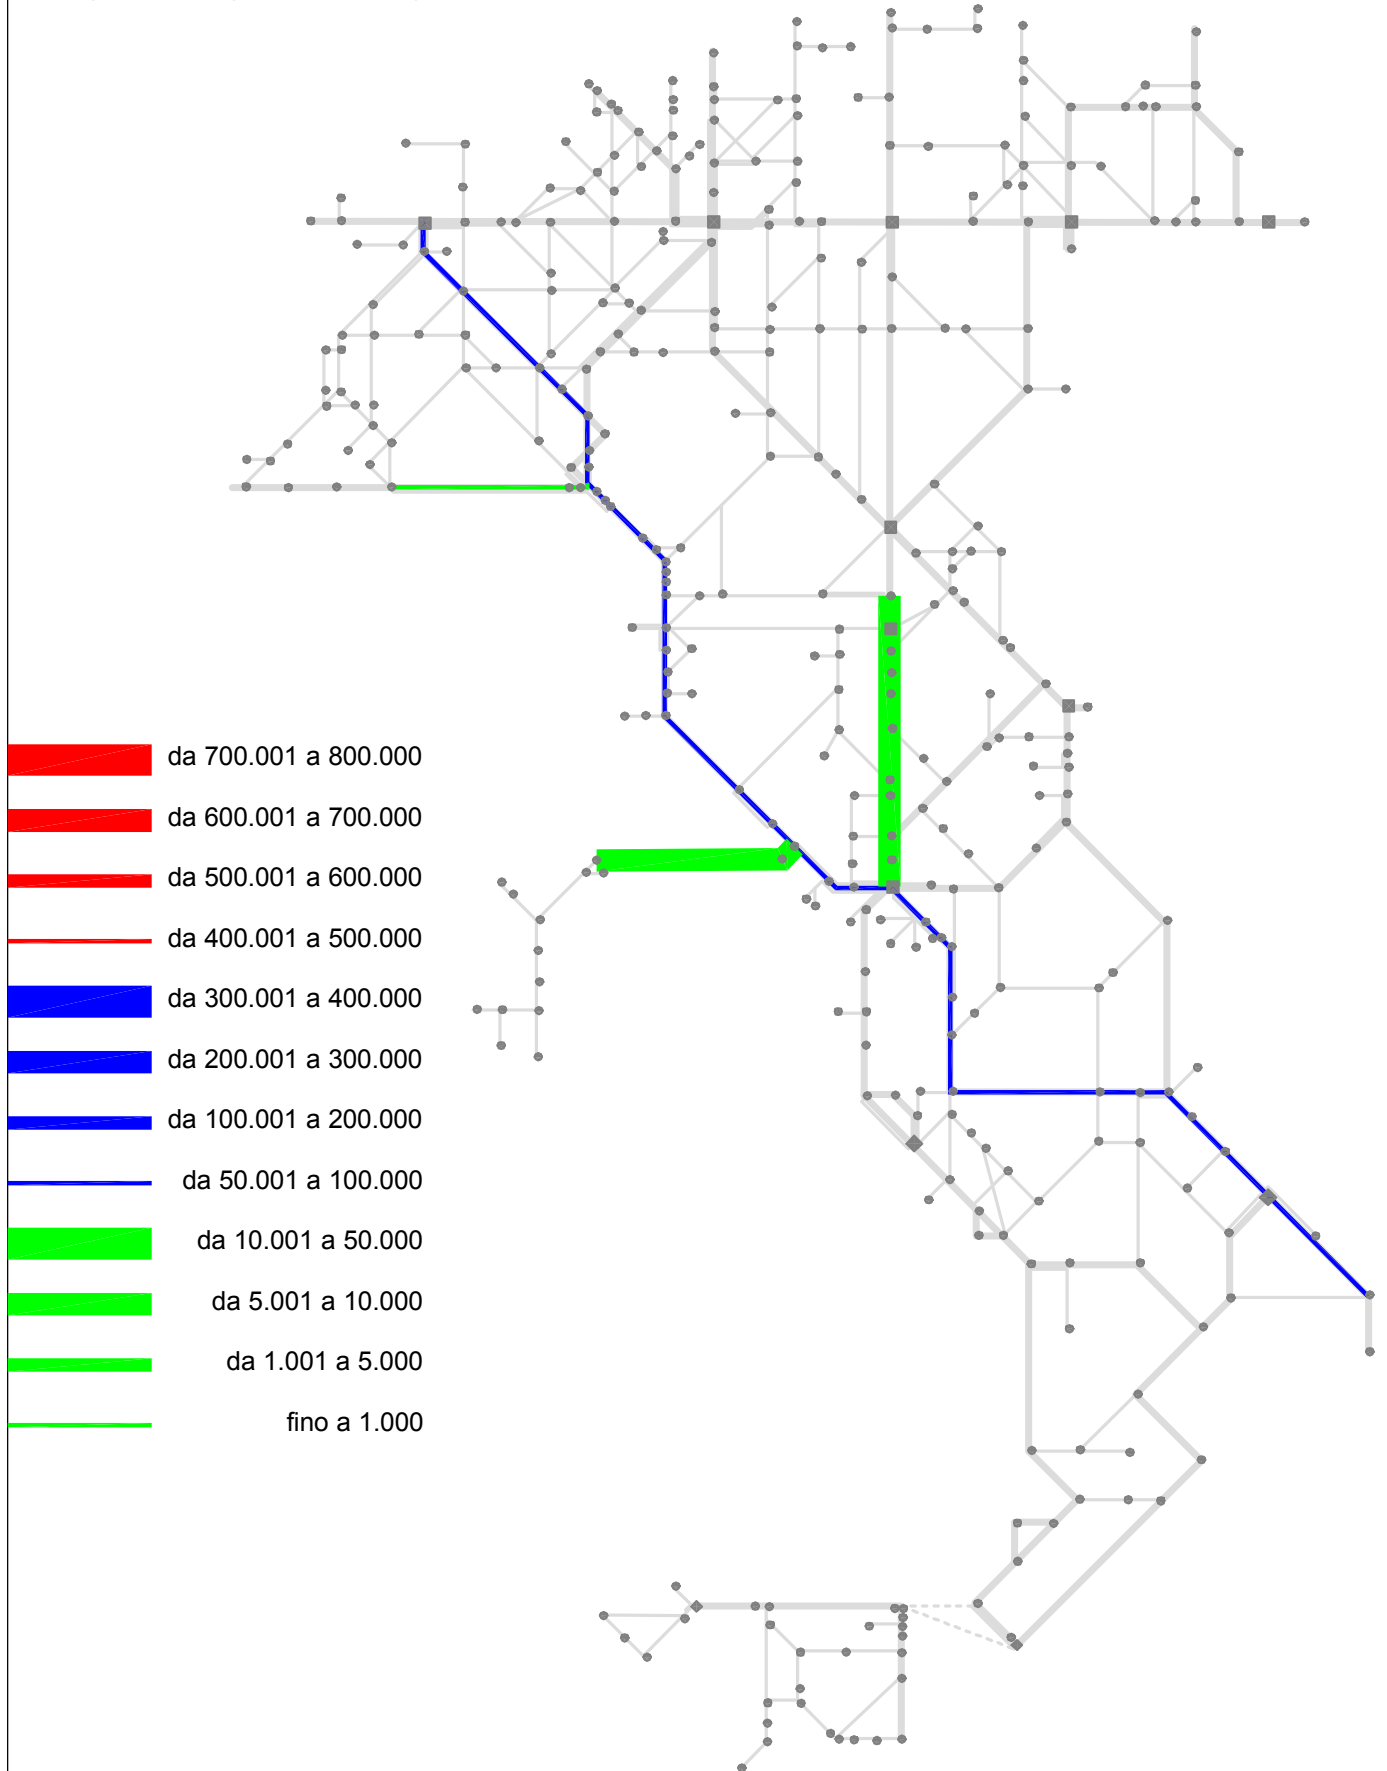 da 700.001 a 800.000
da 600.001 a 700.000
da 500.001 a 600.000
da 400.001 a 500.000
da 300.001 a 400.000
da 200.001 a 300.000
da 100.001 a 200.000
da 50.001 a 100.000
da 10.001 a 50.000
da 5.001 a 10.000
da 1.001 a 5.000
fino a 1.000